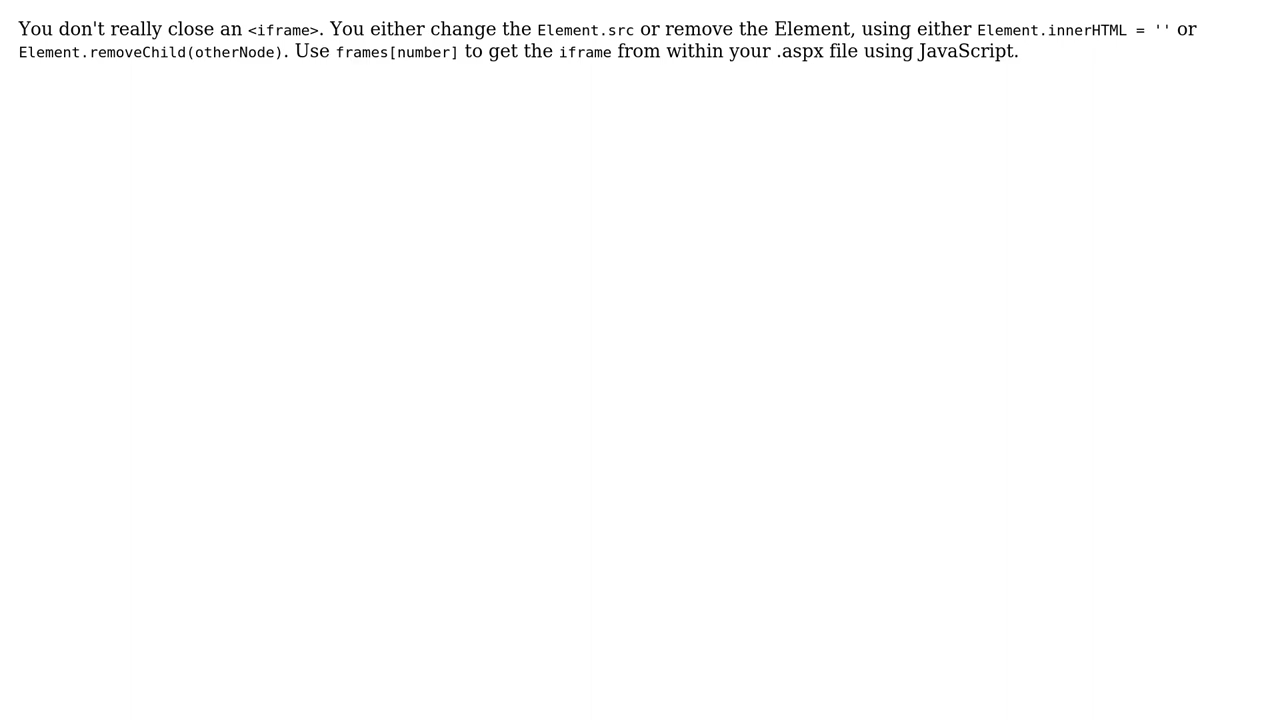 You don't really close an <iframe>. You either change the Element.src or remove the Element, using either Element.innerHTML = '' or
Element.removeChild(otherNode). Use frames[number] to get the iframe from within your .aspx file using JavaScript.